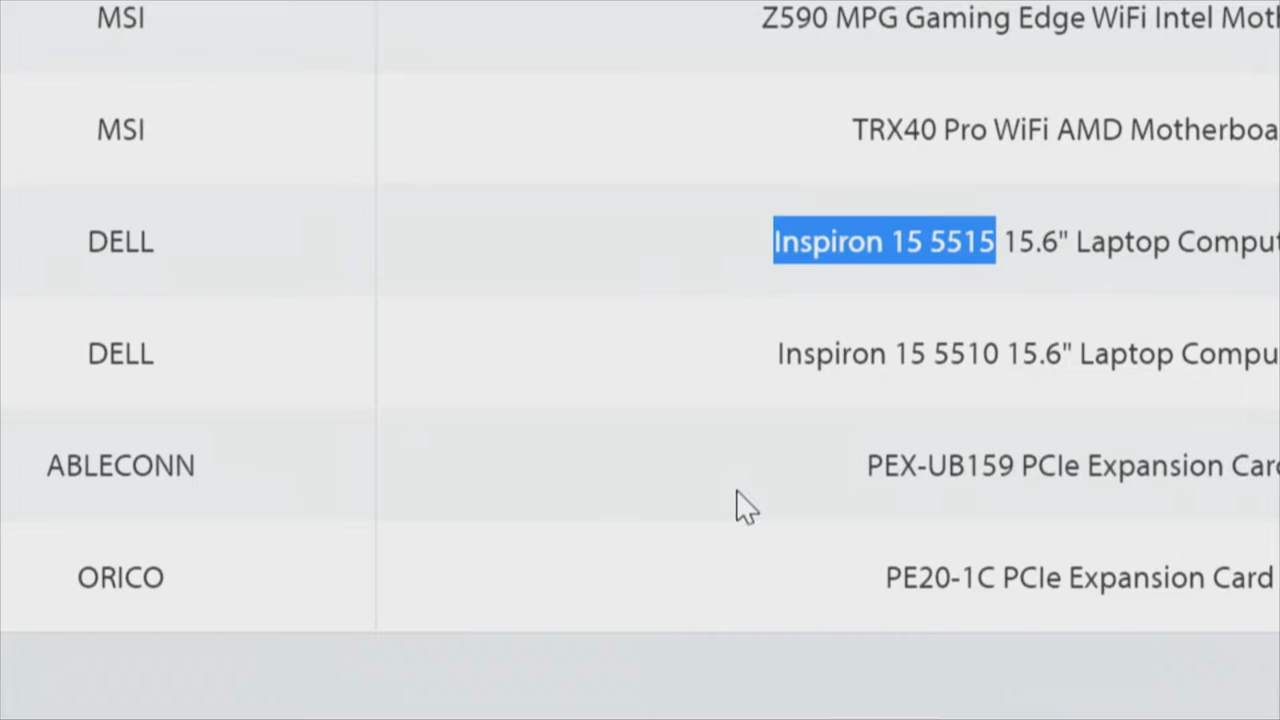 MSI Z590 MPG Gaming Edge WiFi Intel
MSI TRX40 Pro WiFi AMD
DELL Inspiron 15 5515 15.6" Laptop
DELL Inspiron 15 5510 15.6" Laptop
ABLECONN PEX-UB159 PCIe Expansion
ORICO PE20-1C PCIe Expansion Card